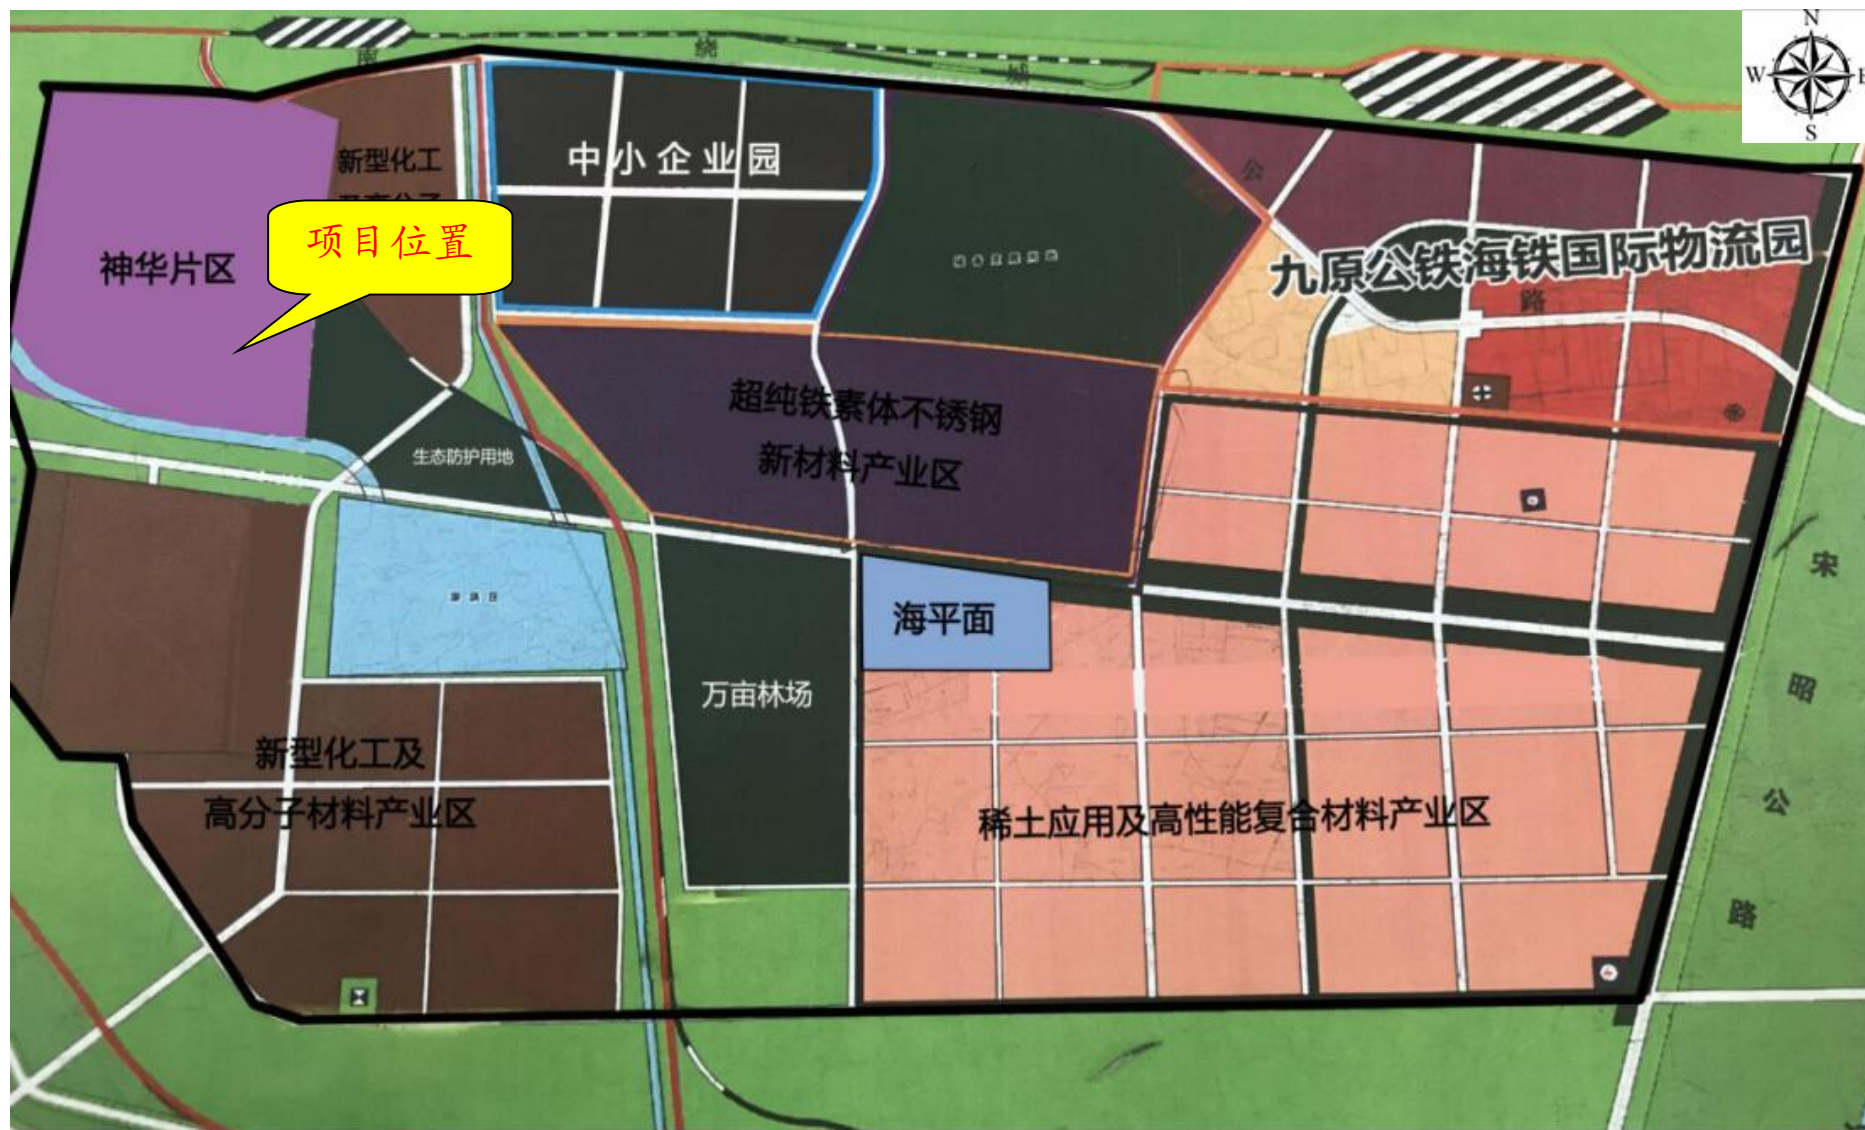 N
W
E
S
南
绕
城
公
路
中小企业园
新型化工
神华片区
项目位置
九原公铁海铁国际物流园
超纯铁素体不锈钢
新材料产业区
生态防护用地
海平面
万亩林场
新型化工及
高分子材料产业区
稀土应用及高性能复合材料产业区
宋
昭
公
路